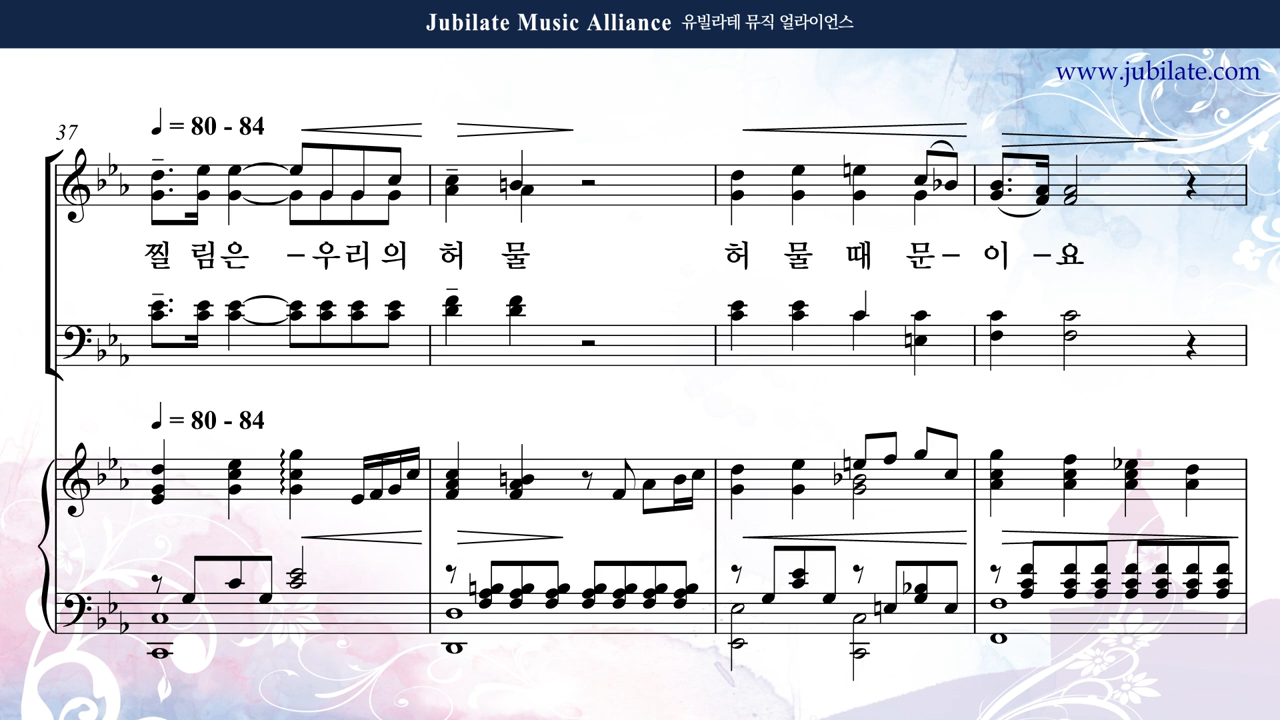 Jubilate Music Alliance 유빌라테 뮤직 얼라이언스
www.jubilate.com
37
♩ = 80 - 84
찔 림은 -우리의 허 물 허 물 때 문- 이 -요
♩ = 80 - 84